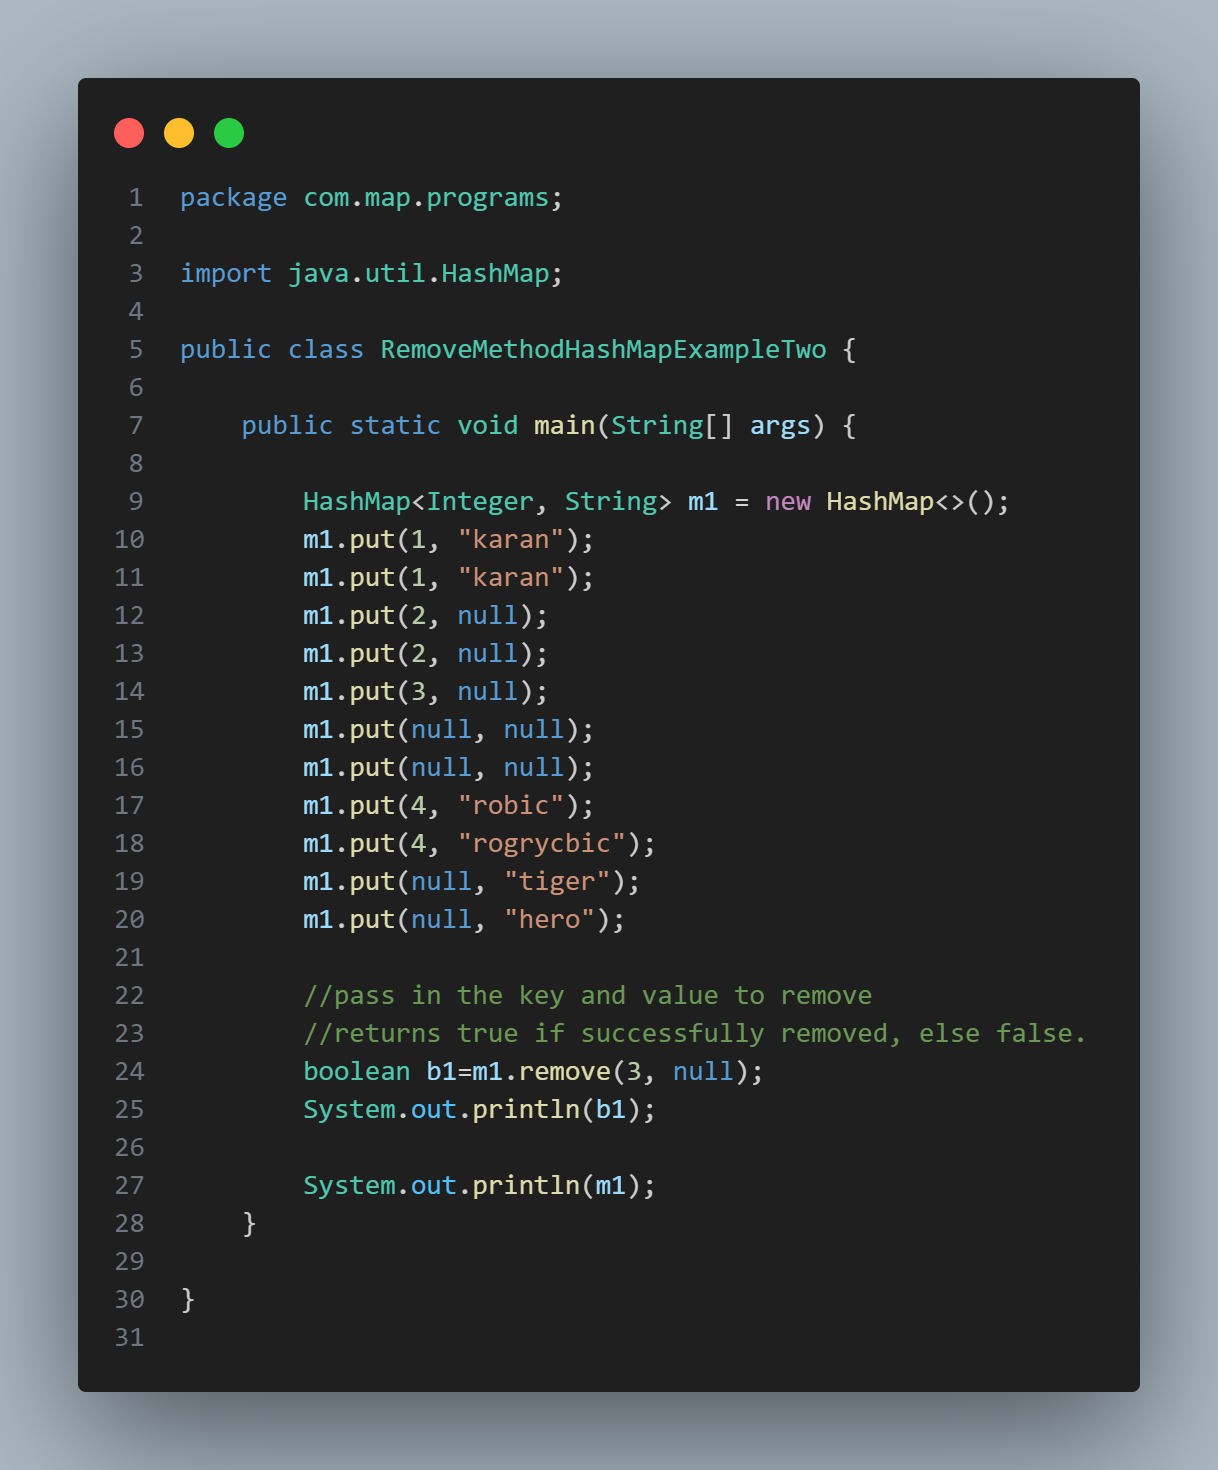 1 package com.map.programs;
2
3 import java.util.HashMap;
4
5 public class RemoveMethodHashMapExampleTwo {
6
7     public static void main(String[] args) {
8
9         HashMap<Integer, String> m1 = new HashMap<>();
10         m1.put(1, "karan");
11         m1.put(1, "karan");
12         m1.put(2, null);
13         m1.put(2, null);
14         m1.put(3, null);
15         m1.put(null, null);
16         m1.put(null, null);
17         m1.put(4, "robic");
18         m1.put(4, "rogrycbic");
19         m1.put(null, "tiger");
20         m1.put(null, "hero");
21
22         //pass in the key and value to remove
23         //returns true if successfully removed, else false.
24         boolean b1=m1.remove(3, null);
25         System.out.println(b1);
26
27         System.out.println(m1);
28     }
29
30 }
31